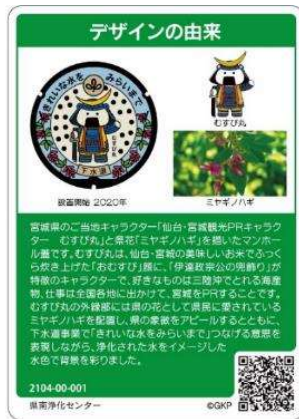 デザインの由来
きれいな水を みらいまで
むすび丸
下水道
むすび丸
設置開始 2020年
ミヤギノハギ
宮城県のご当地キャラクター「仙台・宮城観光PRキャラク
ター むすび丸」と県花「ミヤギノハギ」を描いたマンホー
ル蓋です。むすび丸は、仙台・宮城の美味しいお米でふっく
ら炊き上げた「おむすび」顔に、「伊達政宗公の兜飾り」が
特徴のキャラクターで、好きなものは三陸沖でとれる海産
物、仕事は全国各地に出かけて、宮城をPRすることです。
むすび丸の外縁部には県の花として県民に愛されている
ミヤギノハギを配置し、県の象徴をアピールするとともに、
下水道事業で「きれいな水をみらいまで」つなげる意思を
表現しながら、浄化された水をイメージした
水色で背景を彩りました。
2104-00-001
県南浄化センター
©GKP